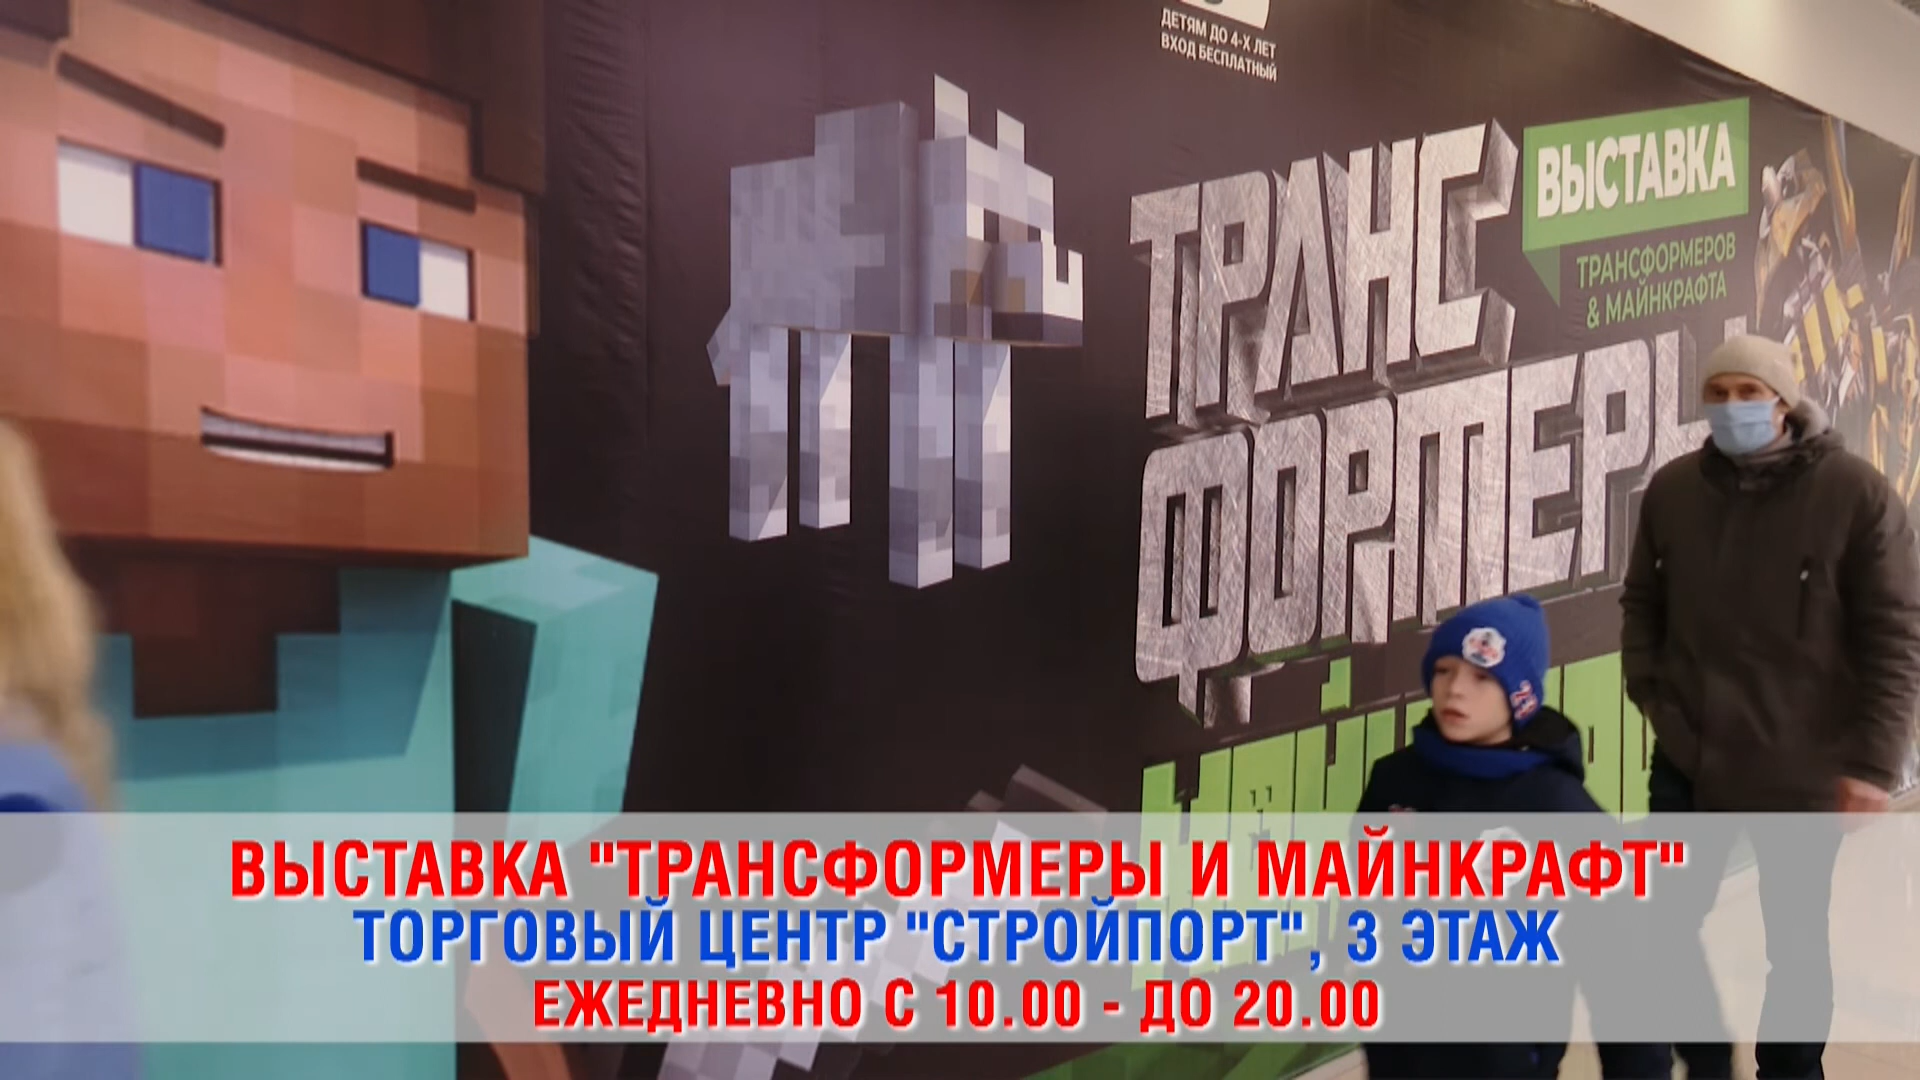 ДЕТЯМ ДО 4-Х ЛЕТ
ВХОД БЕСПЛАТНЫЙ
ТРАНС
ФОРМЕРЫ
ВЫСТАВКА
ТРАНСФОРМЕРОВ
& МАЙНКРАФТА
ВЫСТАВКА "ТРАНСФОРМЕРЫ И МАЙНКРАФТ"
ТОРГОВЫЙ ЦЕНТР "СТРОЙПОРТ", 3 ЭТАЖ
ЕЖЕДНЕВНО С 10.00 - ДО 20.00